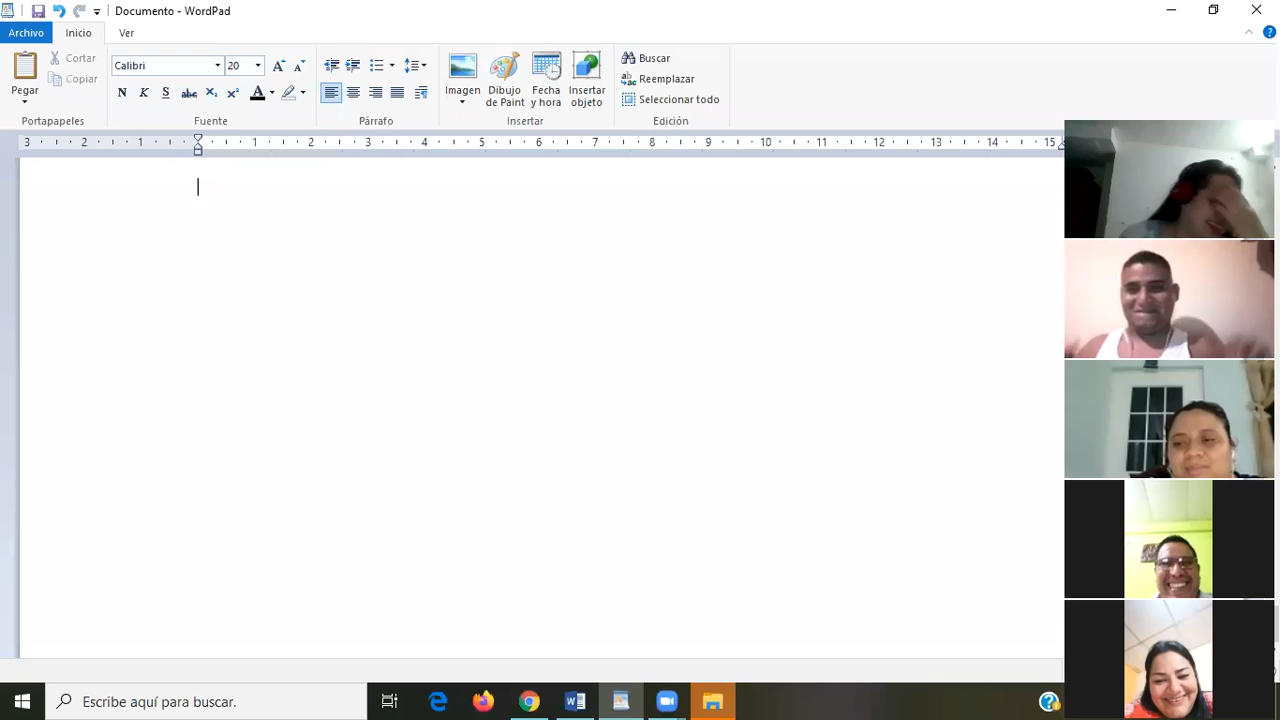 Documento - WordPad
Archivo Inicio Ver
Pegar
Cortar
Copiar
Portapapeles
Calibri 20
N K S abc X₂ X² A
Fuente
Párrafo
Imagen
Dibujo de Paint
Fecha y hora
Insertar objeto
Insertar
Buscar
Reemplazar
Seleccionar todo
Edición
3 2 1 1 2 3 4 5 6 7 8 9 10 11 12 13 14 15
Escribe aquí para buscar.